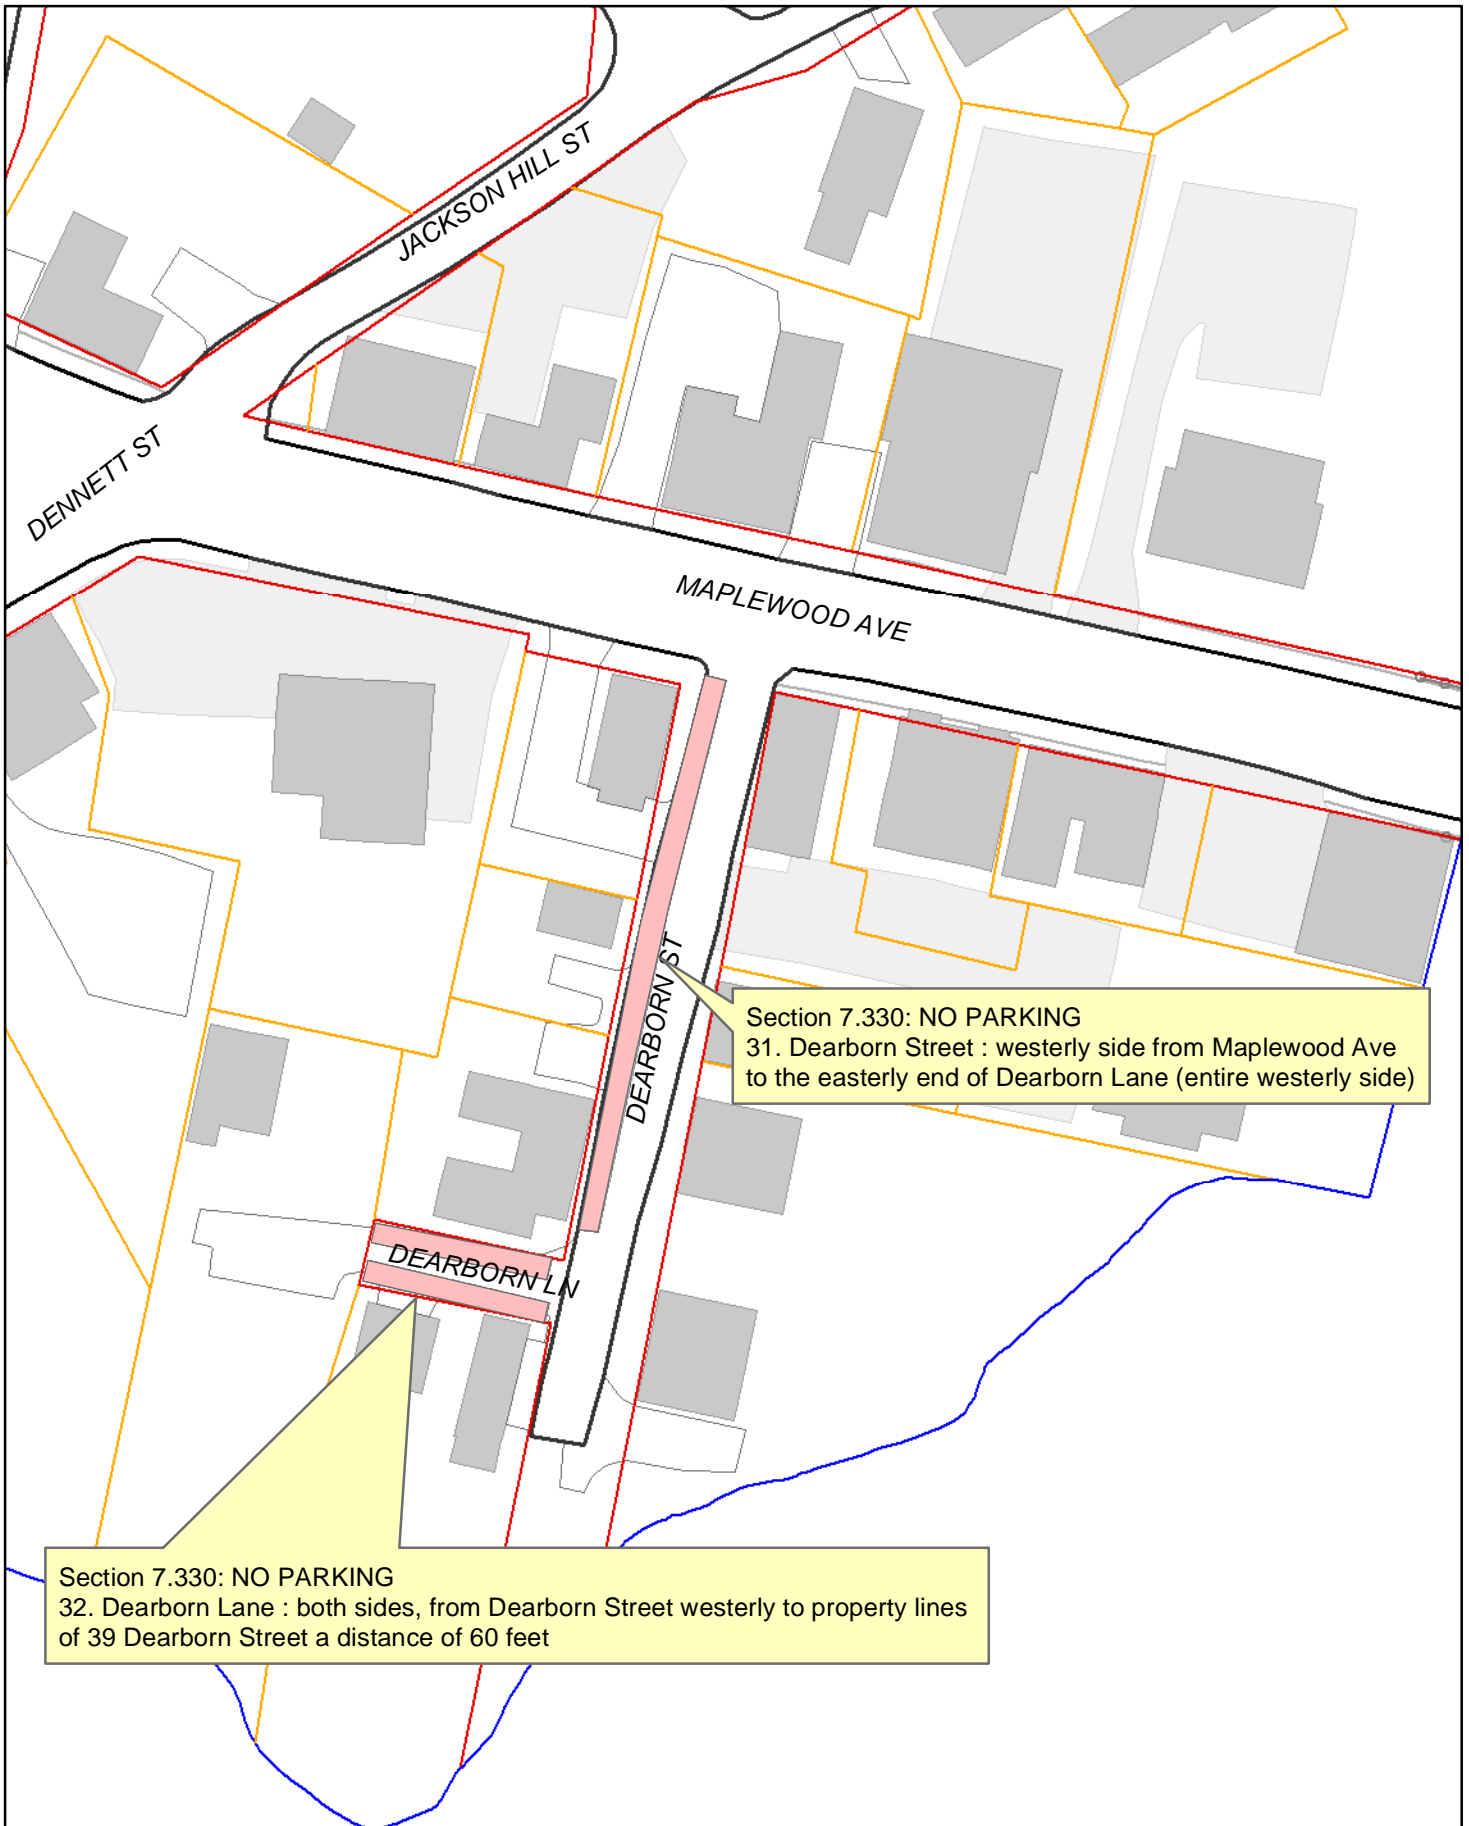 JACKSON HILL ST
DENNETT ST
MAPLEWOOD AVE
DEARBORN ST
Section 7.330: NO PARKING
31. Dearborn Street : westerly side from Maplewood Ave
to the easterly end of Dearborn Lane (entire westerly side)
DEARBORN LN
Section 7.330: NO PARKING
32. Dearborn Lane : both sides, from Dearborn Street westerly to property lines
of 39 Dearborn Street a distance of 60 feet